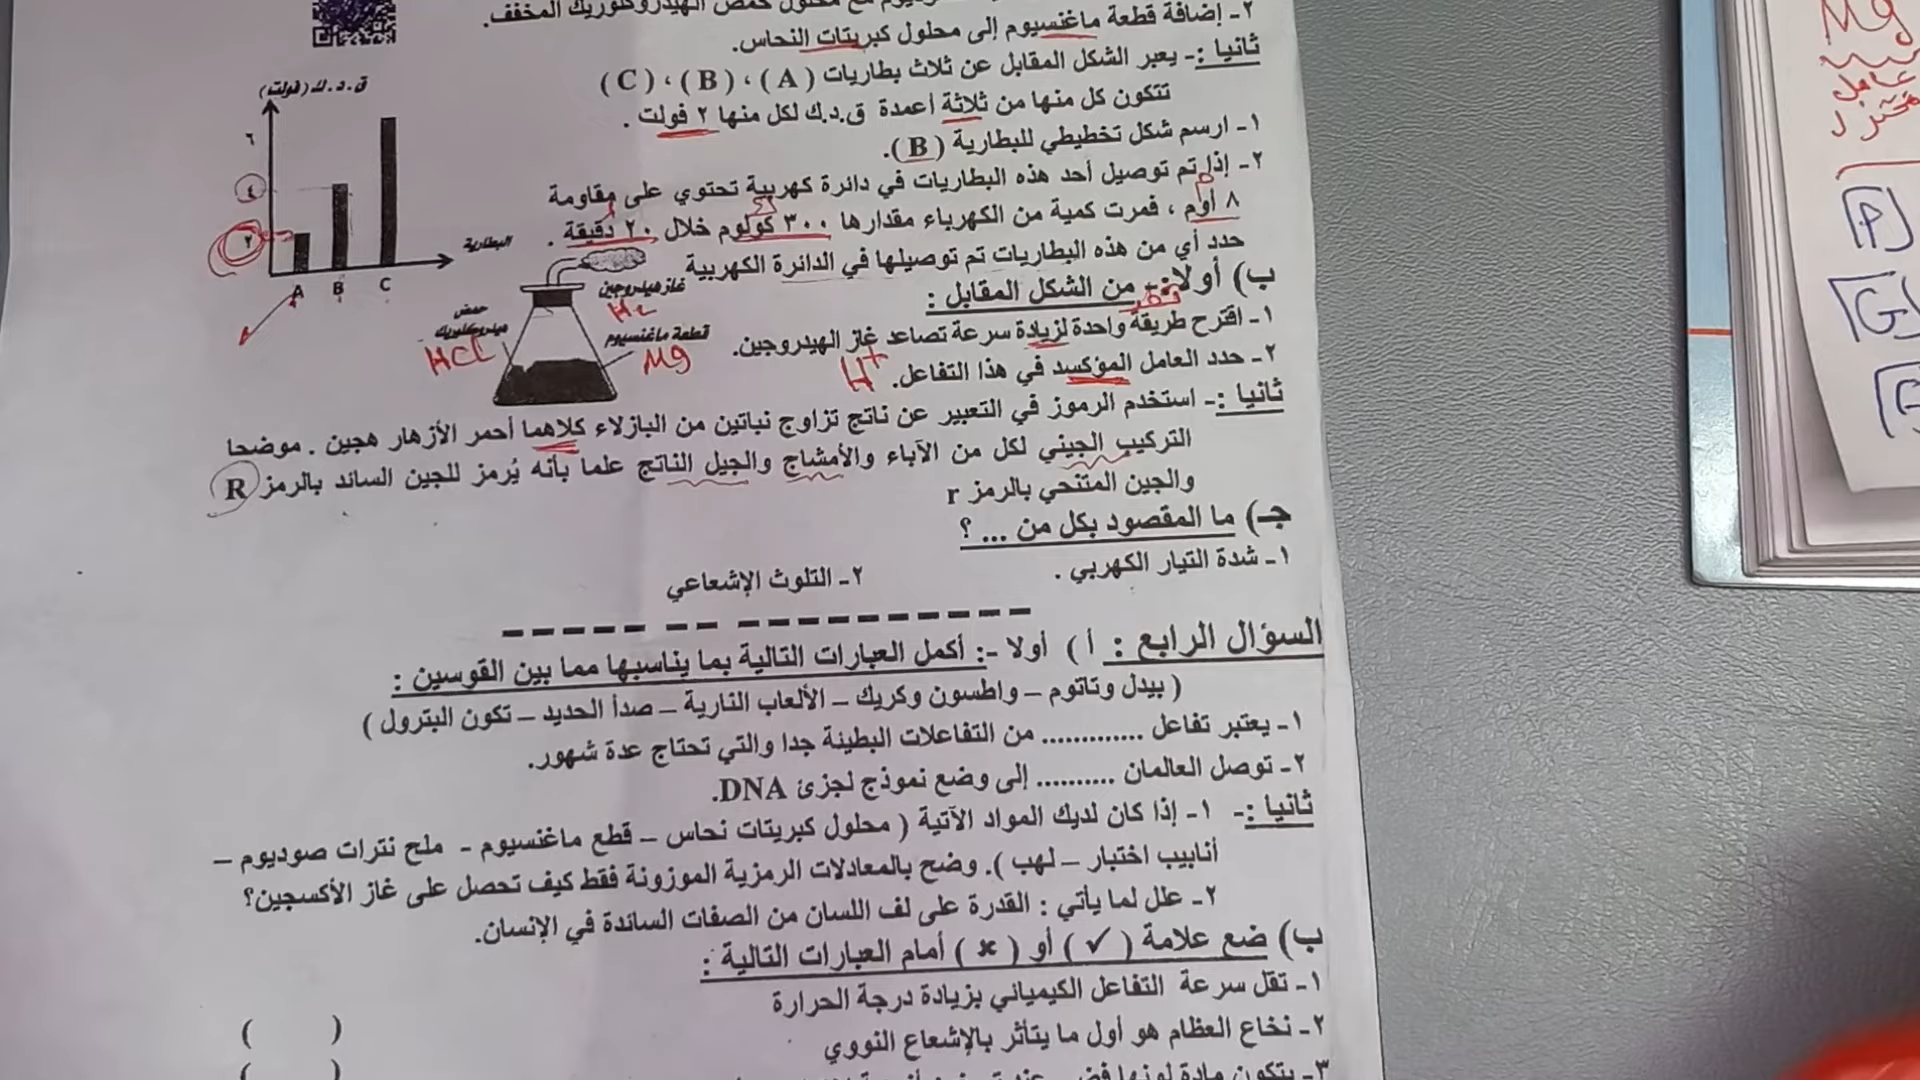 ٢- إضافة قطعة ماغنسيوم إلى محلول كبريتات النحاس.
ثانيا :- يعبر الشكل المقابل عن ثلاث بطاريات ( A ) ، ( B ) ، ( C )
تتكون كل منها من ثلاثة أعمدة ق.د.ك لكل منها ٢ فولت .
١- ارسم شكل تخطيطي للبطارية ( B ).
٢- إذا تم توصيل أحد هذه البطاريات في دائرة كهربية تحتوي على مقاومة
٨ أوم ، فمرت كمية من الكهرباء مقدارها ٣٠٠ كولوم خلال ٢٠ دقيقة .
حدد أي من هذه البطاريات تم توصيلها في الدائرة الكهربية
ق.د.ك (فولت)
٦
٤
٢
البطارية
A B C
ب) أولا:- من الشكل المقابل :
١- اقترح طريقة واحدة لزيادة سرعة تصاعد غاز الهيدروجين.
٢- حدد العامل المؤكسد في هذا التفاعل.
H+
غاز هيدروجين
حمض
هيدروكلوريك
HCl
قطعة ماغنسيوم
Mg
ثانيا :- استخدم الرموز في التعبير عن ناتج تزاوج نباتين من البازلاء كلاهما أحمر الأزهار هجين . موضحا
التركيب الجيني لكل من الآباء والأمشاج والجيل الناتج علما بأنه يُرمز للجين السائد بالرمز R
والجين المتنحي بالرمز r
جـ) ما المقصود بكل من ... ؟
١- شدة التيار الكهربي . ٢- التلوث الإشعاعي
السؤال الرابع : أ ) أولا :- أكمل العبارات التالية بما يناسبها مما بين القوسين :
( بيدل وتاتوم – واطسون وكريك – الألعاب النارية – صدأ الحديد – تكون البترول )
١- يعتبر تفاعل ............. من التفاعلات البطيئة جدا والتي تحتاج عدة شهور.
٢- توصل العالمان .......... إلى وضع نموذج لجزئ DNA.
ثانيا :- ١- إذا كان لديك المواد الآتية ( محلول كبريتات نحاس – قطع ماغنسيوم - ملح نترات صوديوم –
أنابيب اختبار – لهب ). وضح بالمعادلات الرمزية الموزونة فقط كيف تحصل على غاز الأكسجين؟
٢- علل لما يأتي : القدرة على لف اللسان من الصفات السائدة في الإنسان.
ب) ضع علامة ( ✓ ) أو ( × ) أمام العبارات التالية :
١- تقل سرعة التفاعل الكيميائي بزيادة درجة الحرارة ( )
٢- نخاع العظام هو أول ما يتأثر بالإشعاع النووي ( )
Mg
عامل